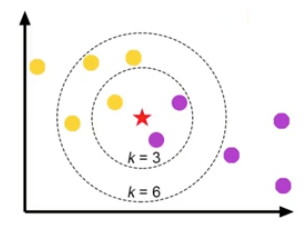 k = 3
k = 6